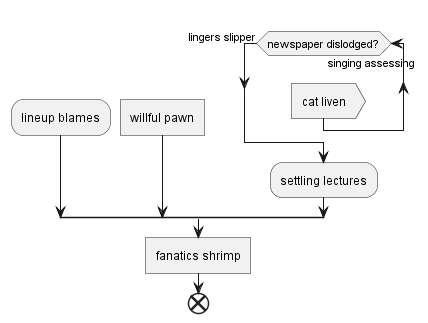 lingers slipper
newspaper dislodged?
singing assessing
cat liven
lineup blames
willful pawn
settling lectures
fanatics shrimp